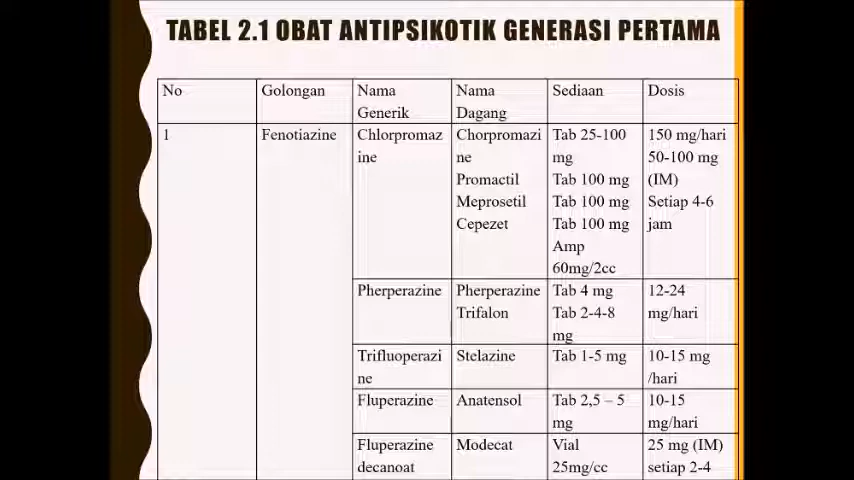 TABEL 2.1 OBAT ANTIPSIKOTIK GENERASI PERTAMA
No Golongan Nama Generik Nama Dagang Sediaan Dosis
1 Fenotiazine
Chlorpromaz
ine
Chorpromazi
ne
Promactil
Meprosetil
Cepezet
Tab 25-100
mg
Tab 100 mg
Tab 100 mg
Tab 100 mg
Amp
60mg/2cc
150 mg/hari
50-100 mg
(IM)
Setiap 4-6
jam
Pherperazine
Pherperazine
Trifalon
Tab 4 mg
Tab 2-4-8
mg
12-24
mg/hari
Trifluoperazi
ne
Stelazine
Tab 1-5 mg
10-15 mg
/hari
Fluperazine
Anatensol
Tab 2,5 – 5
mg
10-15
mg/hari
Fluperazine
decanoat
Modecat
Vial
25mg/cc
25 mg (IM)
setiap 2-4